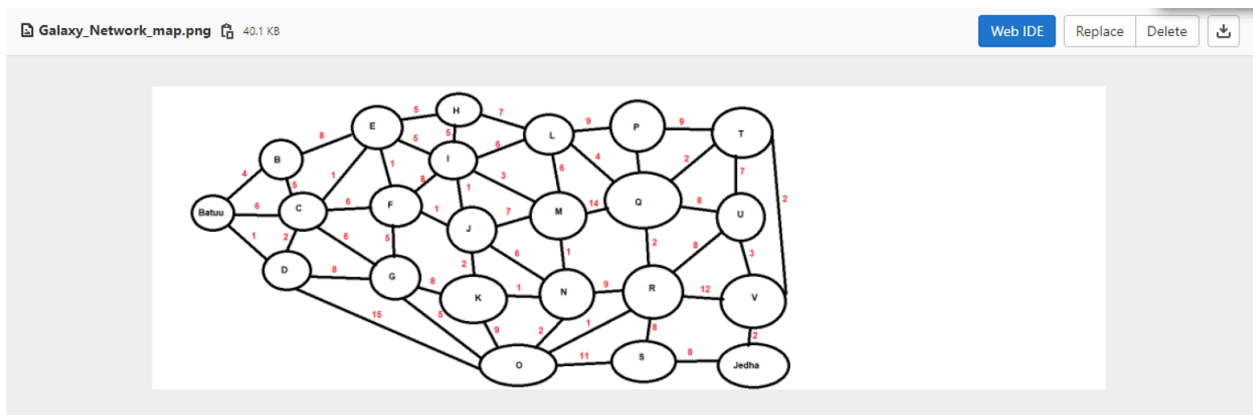 Galaxy_Network_map.png 40.1 KB Web IDE Replace Delete
5 H 7
9 P 9
E L T
8 5 5 6
B 1 I 4 2 7
4 5 1 8 3 6
Batuu 6 C 6 F 1 1 M 14 Q 8 U 2
1 2 6 5 J 7
D 8 G 2 6 1 2 8 3
8 K 1 N 9 R 12 V
15 5 9 2 1 8 2
O 11 S 8 Jedha